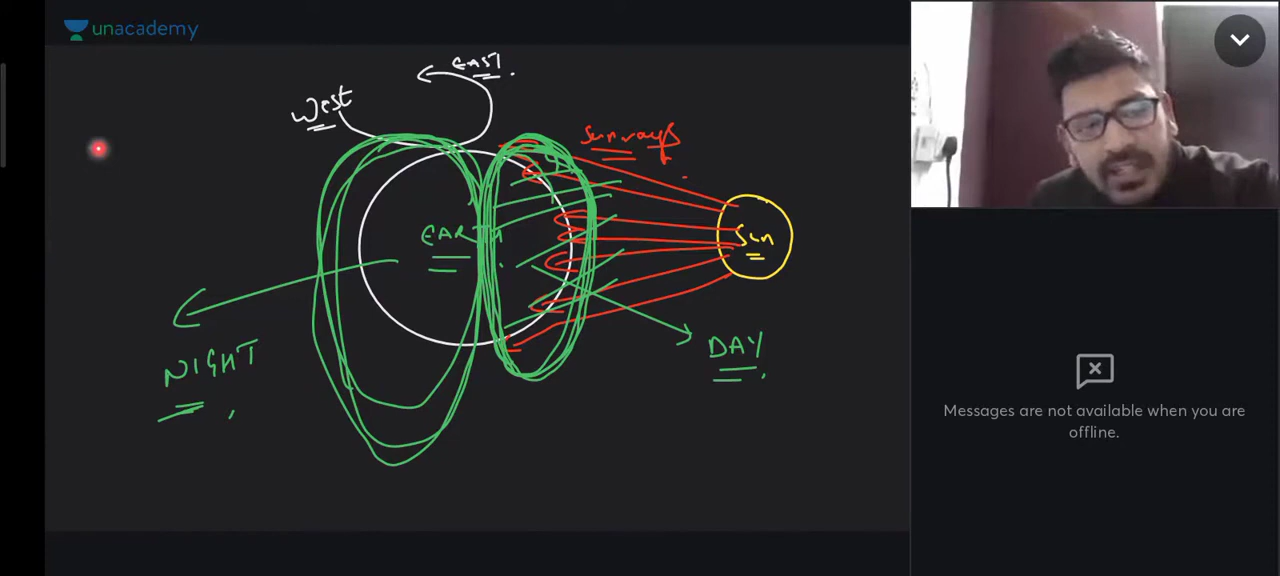 unacademy
EAST.
West
Sun rays
EARTH
Sun
DAY
NIGHT
Messages are not available when you are
offline.